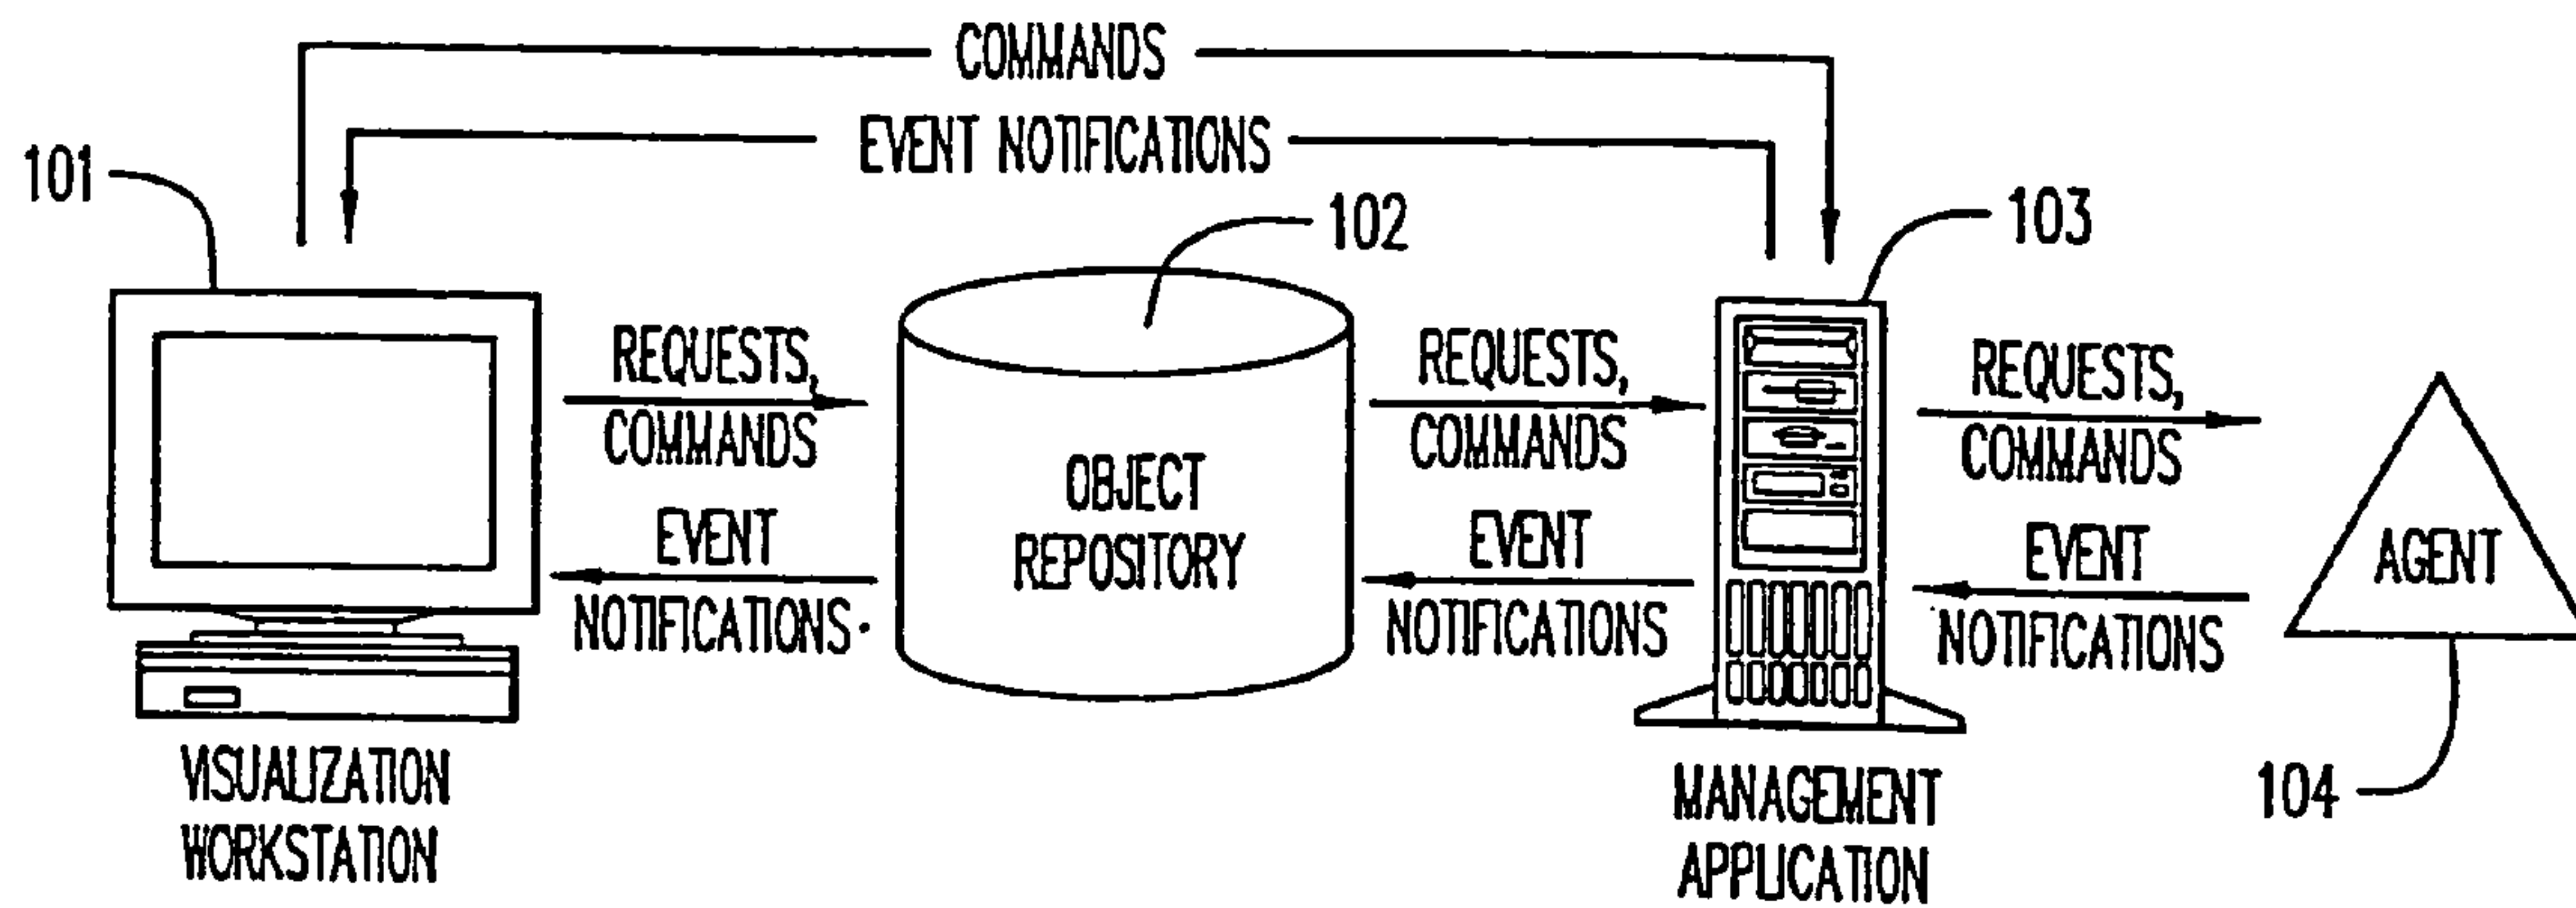 COMMANDS
EVENT NOTIFICATIONS
101
102
103
REQUESTS,
COMMANDS
REQUESTS,
COMMANDS
REQUESTS,
COMMANDS
OBJECT
REPOSITORY
EVENT
NOTIFICATIONS
EVENT
NOTIFICATIONS
EVENT
NOTIFICATIONS
AGENT
104
VISUALIZATION
WORKSTATION
MANAGEMENT
APPLICATION